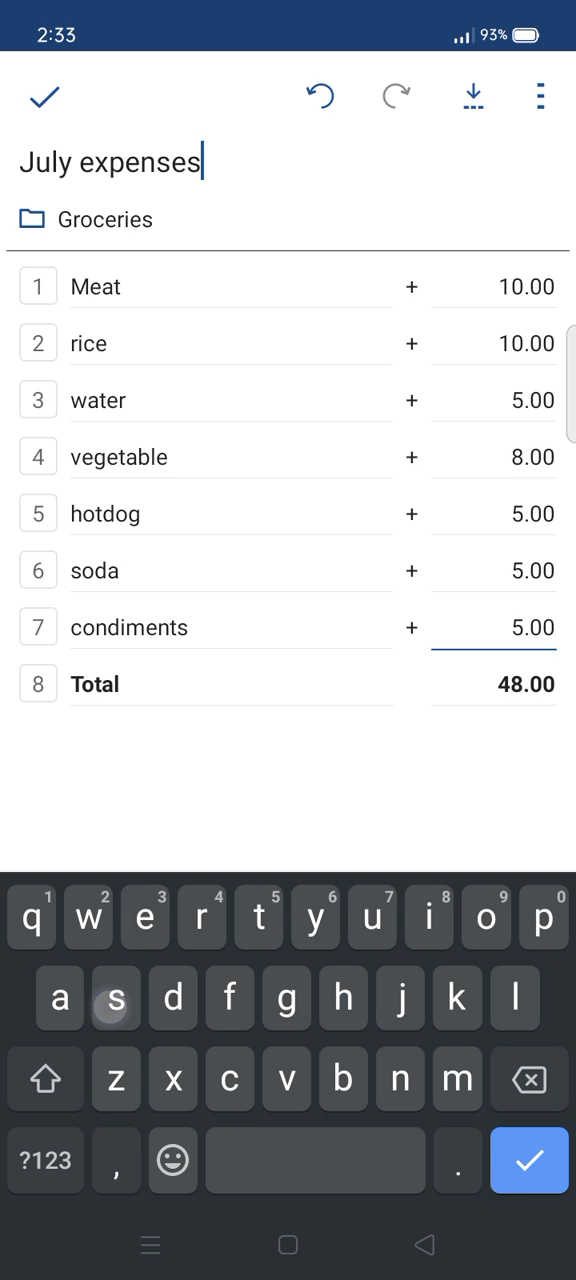 2:33 93%
July expenses
Groceries
1 Meat + 10.00
2 rice + 10.00
3 water + 5.00
4 vegetable + 8.00
5 hotdog + 5.00
6 soda + 5.00
7 condiments + 5.00
8 Total 48.00
1 2 3 4 5 6 7 8 9 0
q w e r t y u i o p
a s d f g h j k l
z x c v b n m
?123 , .